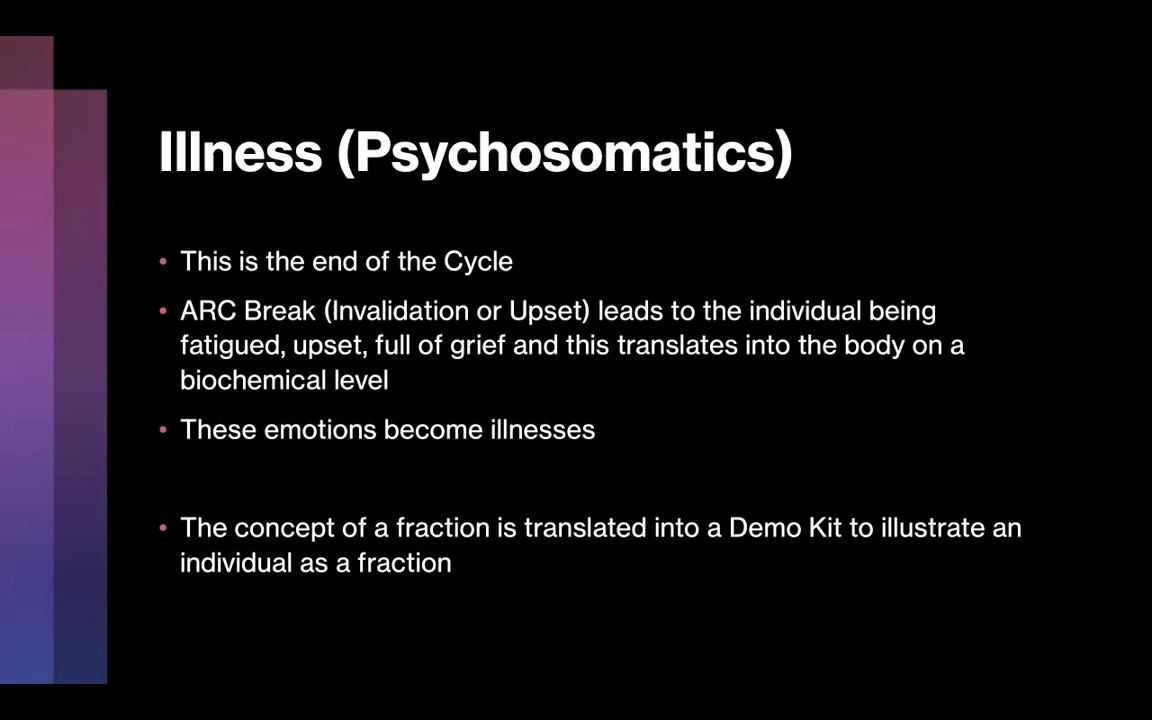 Illness (Psychosomatics)
• This is the end of the Cycle
• ARC Break (Invalidation or Upset) leads to the individual being
fatigued, upset, full of grief and this translates into the body on a
biochemical level
• These emotions become illnesses
• The concept of a fraction is translated into a Demo Kit to illustrate an
individual as a fraction